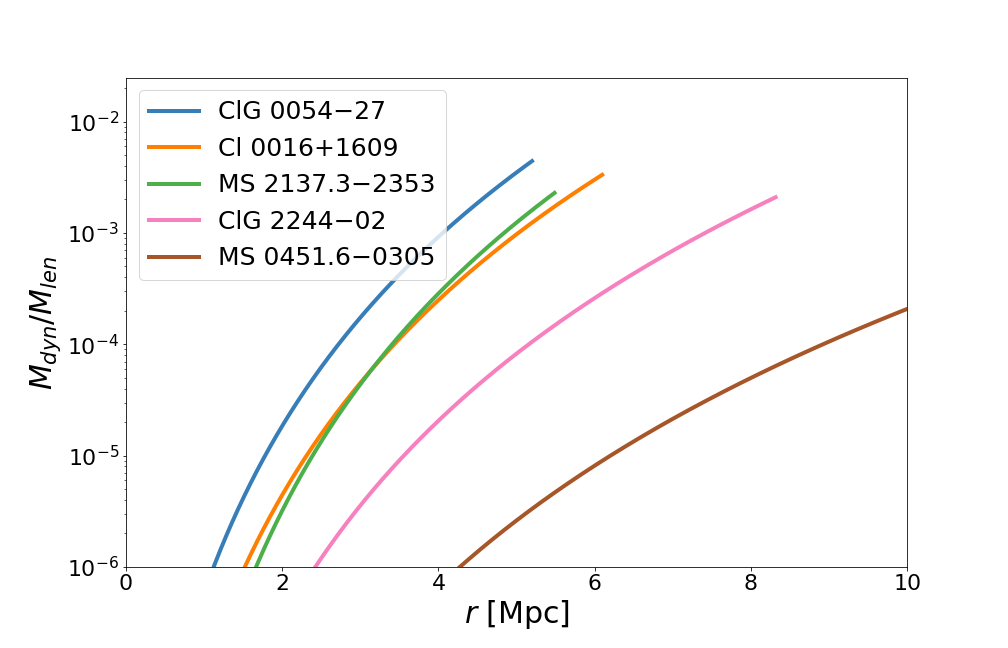 ClG 0054−27
Cl 0016+1609
MS 2137.3−2353
ClG 2244−02
MS 0451.6−0305
10⁻²
10⁻³
10⁻⁴
10⁻⁵
10⁻⁶
M_dyn/M_len
0 2 4 6 8 10
r [Mpc]